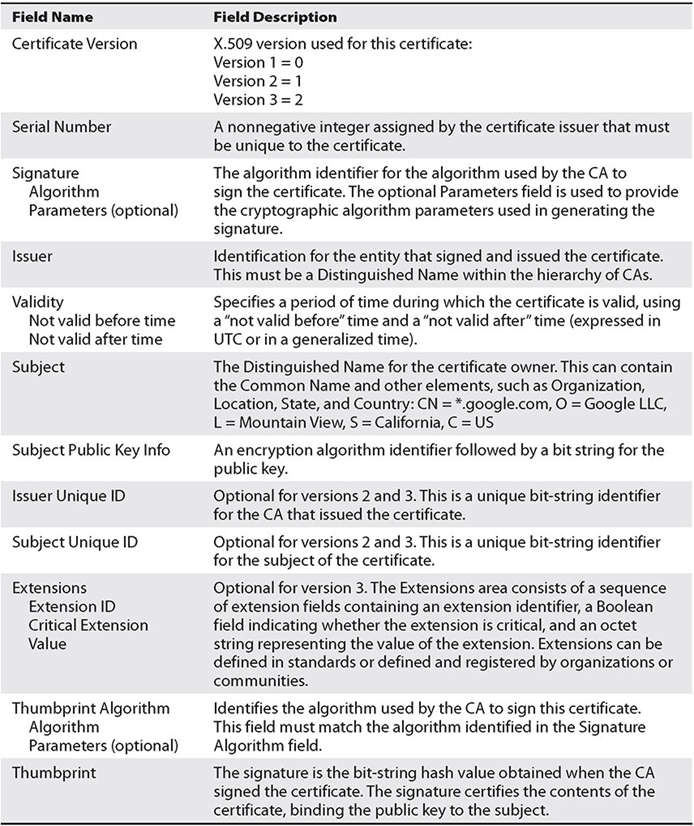 Field Name Field Description
Certificate Version X.509 version used for this certificate:
Version 1 = 0
Version 2 = 1
Version 3 = 2
Serial Number A nonnegative integer assigned by the certificate issuer that must
be unique to the certificate.
Signature The algorithm identifier for the algorithm used by the CA to
Algorithm sign the certificate. The optional Parameters field is used to provide
Parameters (optional) the cryptographic algorithm parameters used in generating the
signature.
Issuer Identification for the entity that signed and issued the certificate.
This must be a Distinguished Name within the hierarchy of CAs.
Validity Specifies a period of time during which the certificate is valid, using
Not valid before time a “not valid before” time and a “not valid after” time (expressed in
Not valid after time UTC or in a generalized time).
Subject The Distinguished Name for the certificate owner. This can contain
the Common Name and other elements, such as Organization,
Location, State, and Country: CN = *.google.com, O = Google LLC,
L = Mountain View, S = California, C = US
Subject Public Key Info An encryption algorithm identifier followed by a bit string for the
public key.
Issuer Unique ID Optional for versions 2 and 3. This is a unique bit-string identifier
for the CA that issued the certificate.
Subject Unique ID Optional for versions 2 and 3. This is a unique bit-string identifier
for the subject of the certificate.
Extensions Optional for version 3. The Extensions area consists of a sequence
Extension ID of extension fields containing an extension identifier, a Boolean
Critical Extension field indicating whether the extension is critical, and an octet
Value string representing the value of the extension. Extensions can be
defined in standards or defined and registered by organizations or
communities.
Thumbprint Algorithm Identifies the algorithm used by the CA to sign this certificate.
Algorithm This field must match the algorithm identified in the Signature
Parameters (optional) Algorithm field.
Thumbprint The signature is the bit-string hash value obtained when the CA
signed the certificate. The signature certifies the contents of the
certificate, binding the public key to the subject.